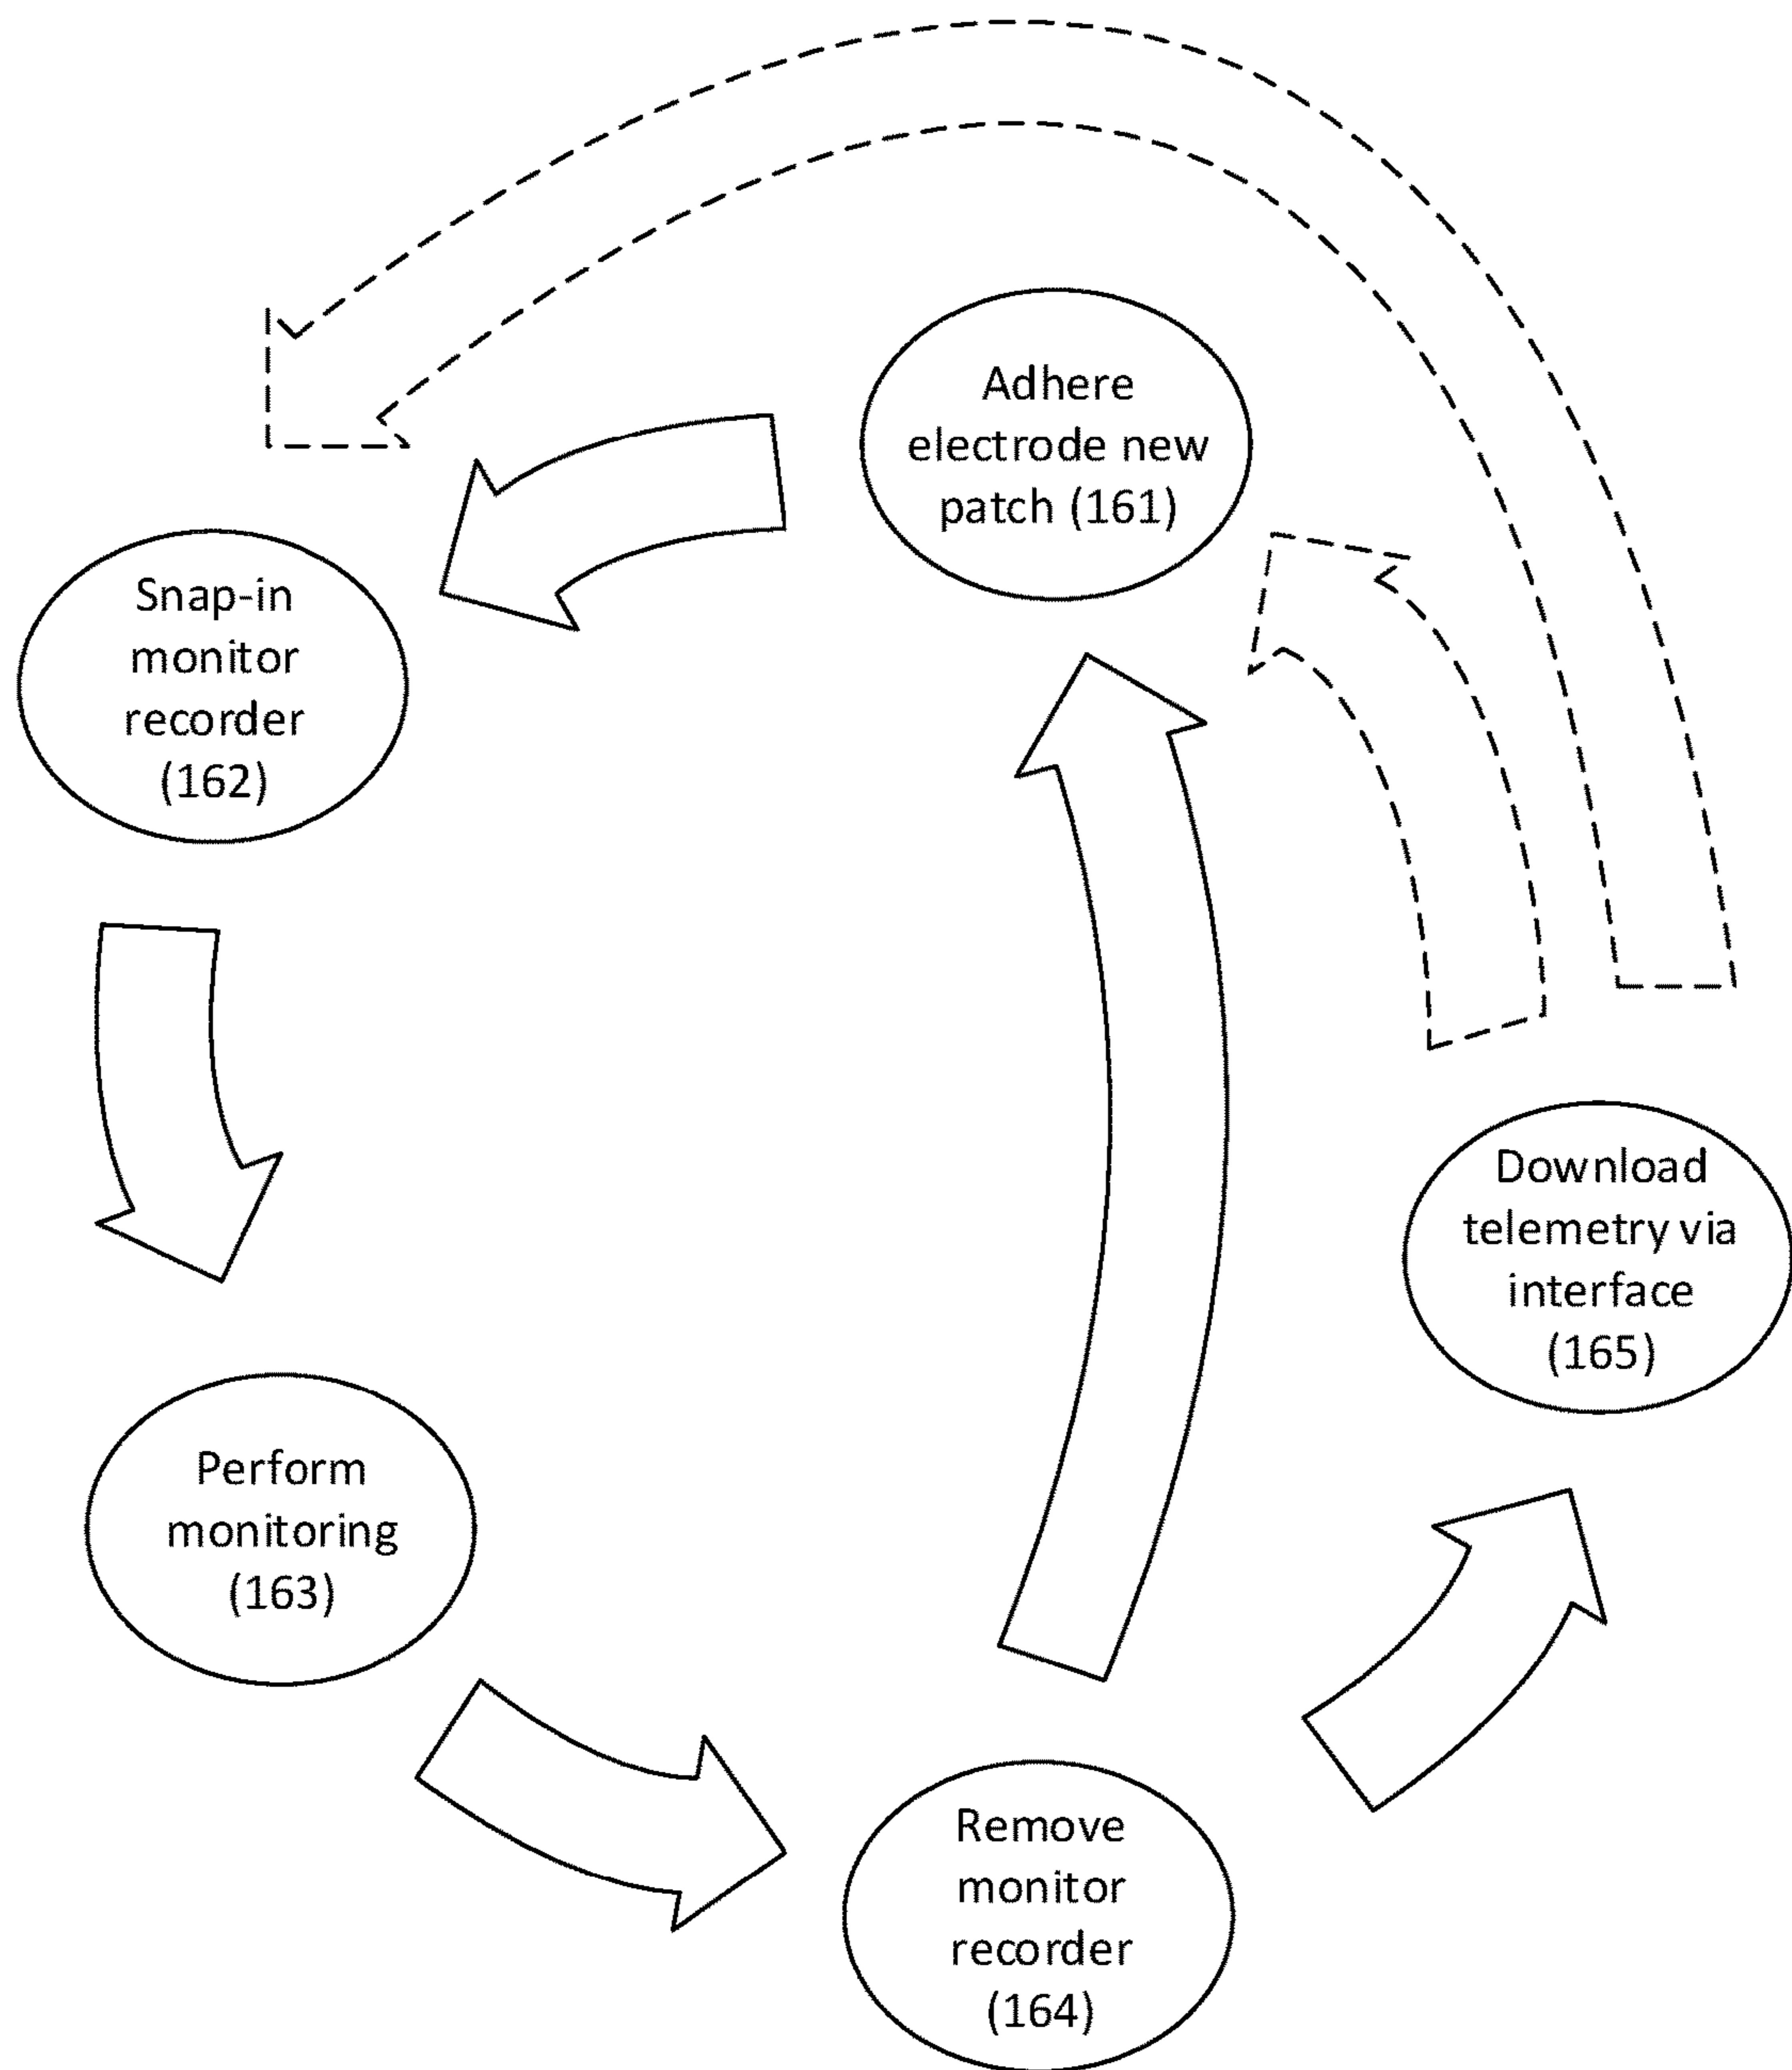 Adhere
electrode new
patch (161)
Snap-in
monitor
recorder
(162)
Download
telemetry via
interface
(165)
Perform
monitoring
(163)
Remove
monitor
recorder
(164)